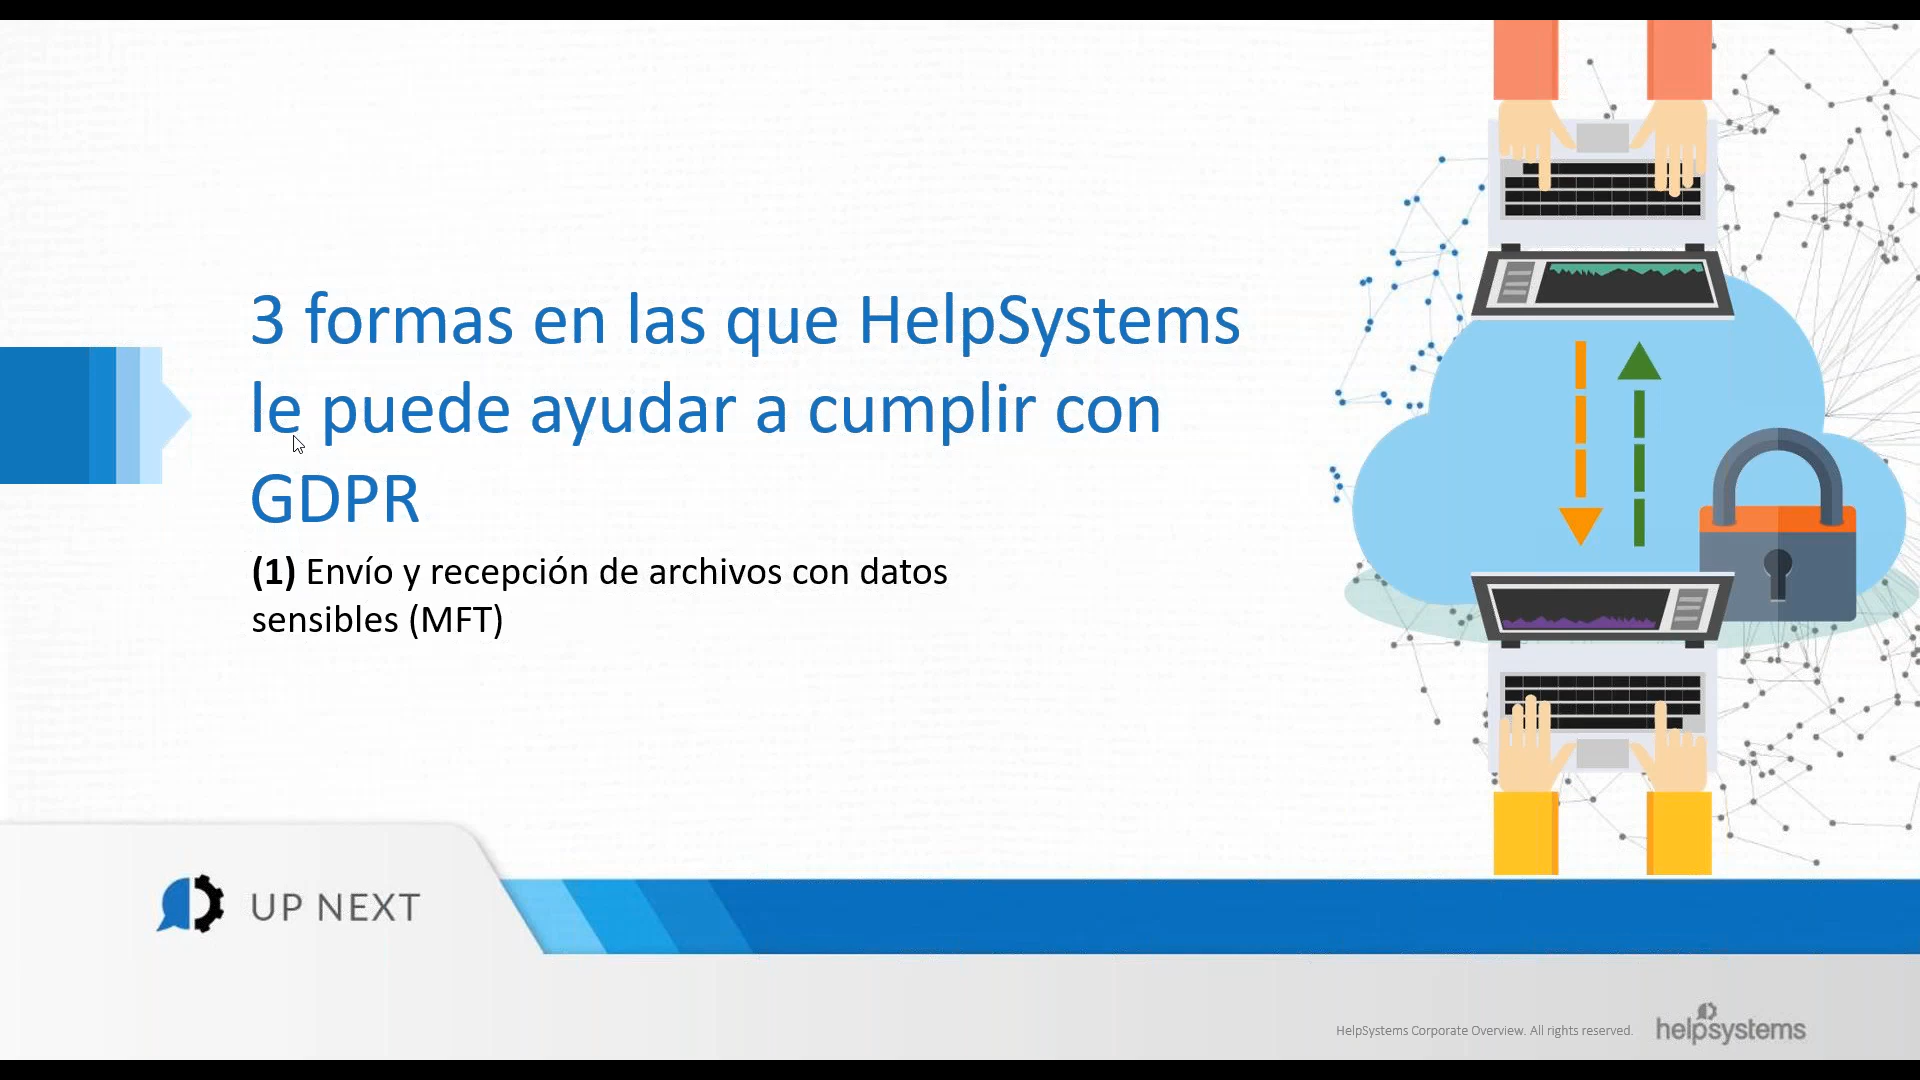 3 formas en las que HelpSystems
le puede ayudar a cumplir con
GDPR
(1) Envío y recepción de archivos con datos
sensibles (MFT)
UP NEXT
HelpSystems Corporate Overview. All rights reserved.
helpsystems